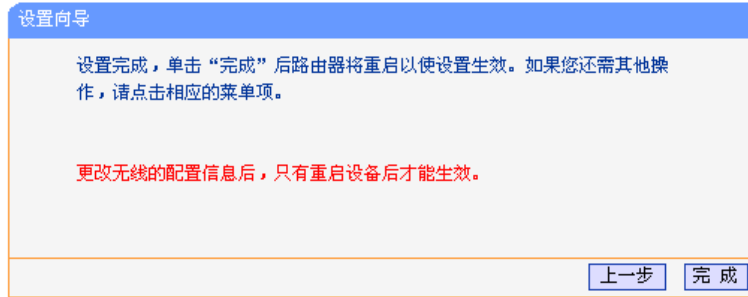 设置向导
设置完成，单击“完成”后路由器将重启以使设置生效。如果您还需其他操
作，请点击相应的菜单项。
更改无线的配置信息后，只有重启设备后才能生效。
上一步 完 成